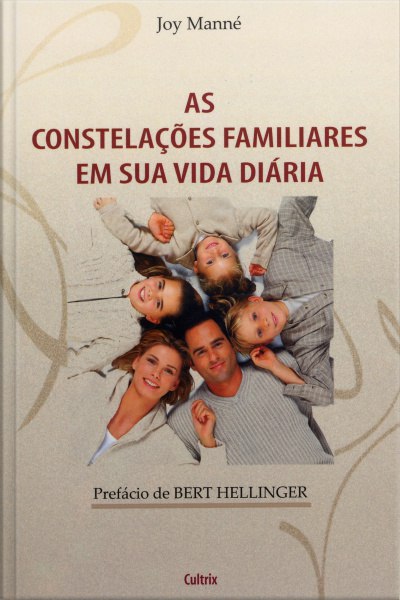 Joy Manné
AS
CONSTELAÇÕES FAMILIARES
EM SUA VIDA DIÁRIA
Prefácio de BERT HELLINGER
Cultrix